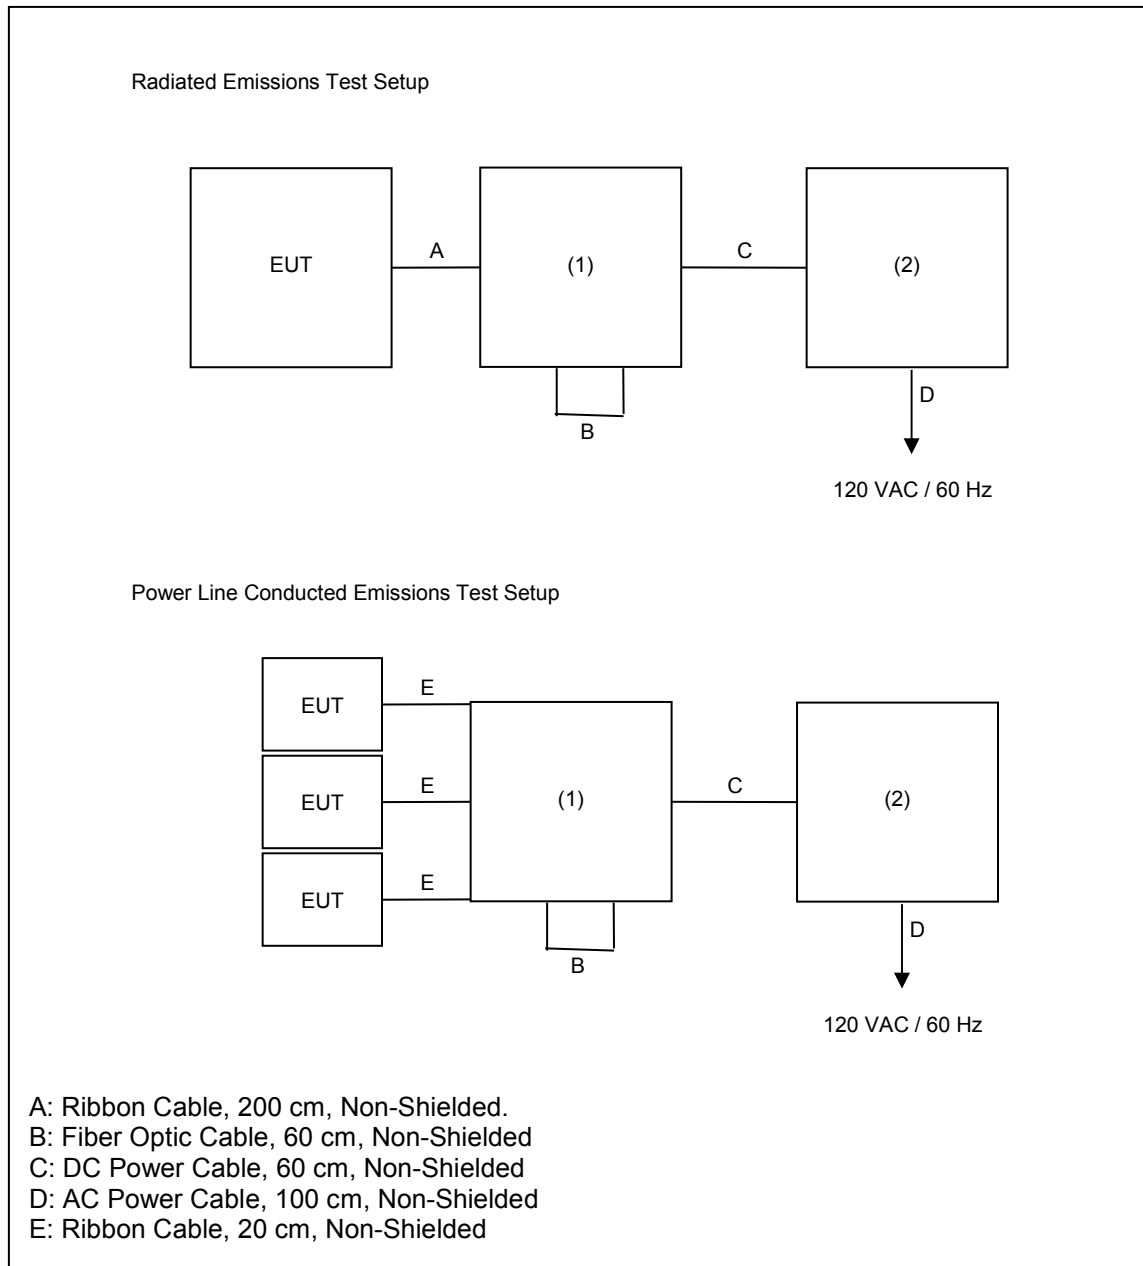 Radiated Emissions Test Setup
EUT
A
(1)
C
(2)
B
D
120 VAC / 60 Hz
Power Line Conducted Emissions Test Setup
EUT
E
EUT
E
(1)
C
(2)
EUT
E
B
D
120 VAC / 60 Hz
A: Ribbon Cable, 200 cm, Non-Shielded.
B: Fiber Optic Cable, 60 cm, Non-Shielded
C: DC Power Cable, 60 cm, Non-Shielded
D: AC Power Cable, 100 cm, Non-Shielded
E: Ribbon Cable, 20 cm, Non-Shielded